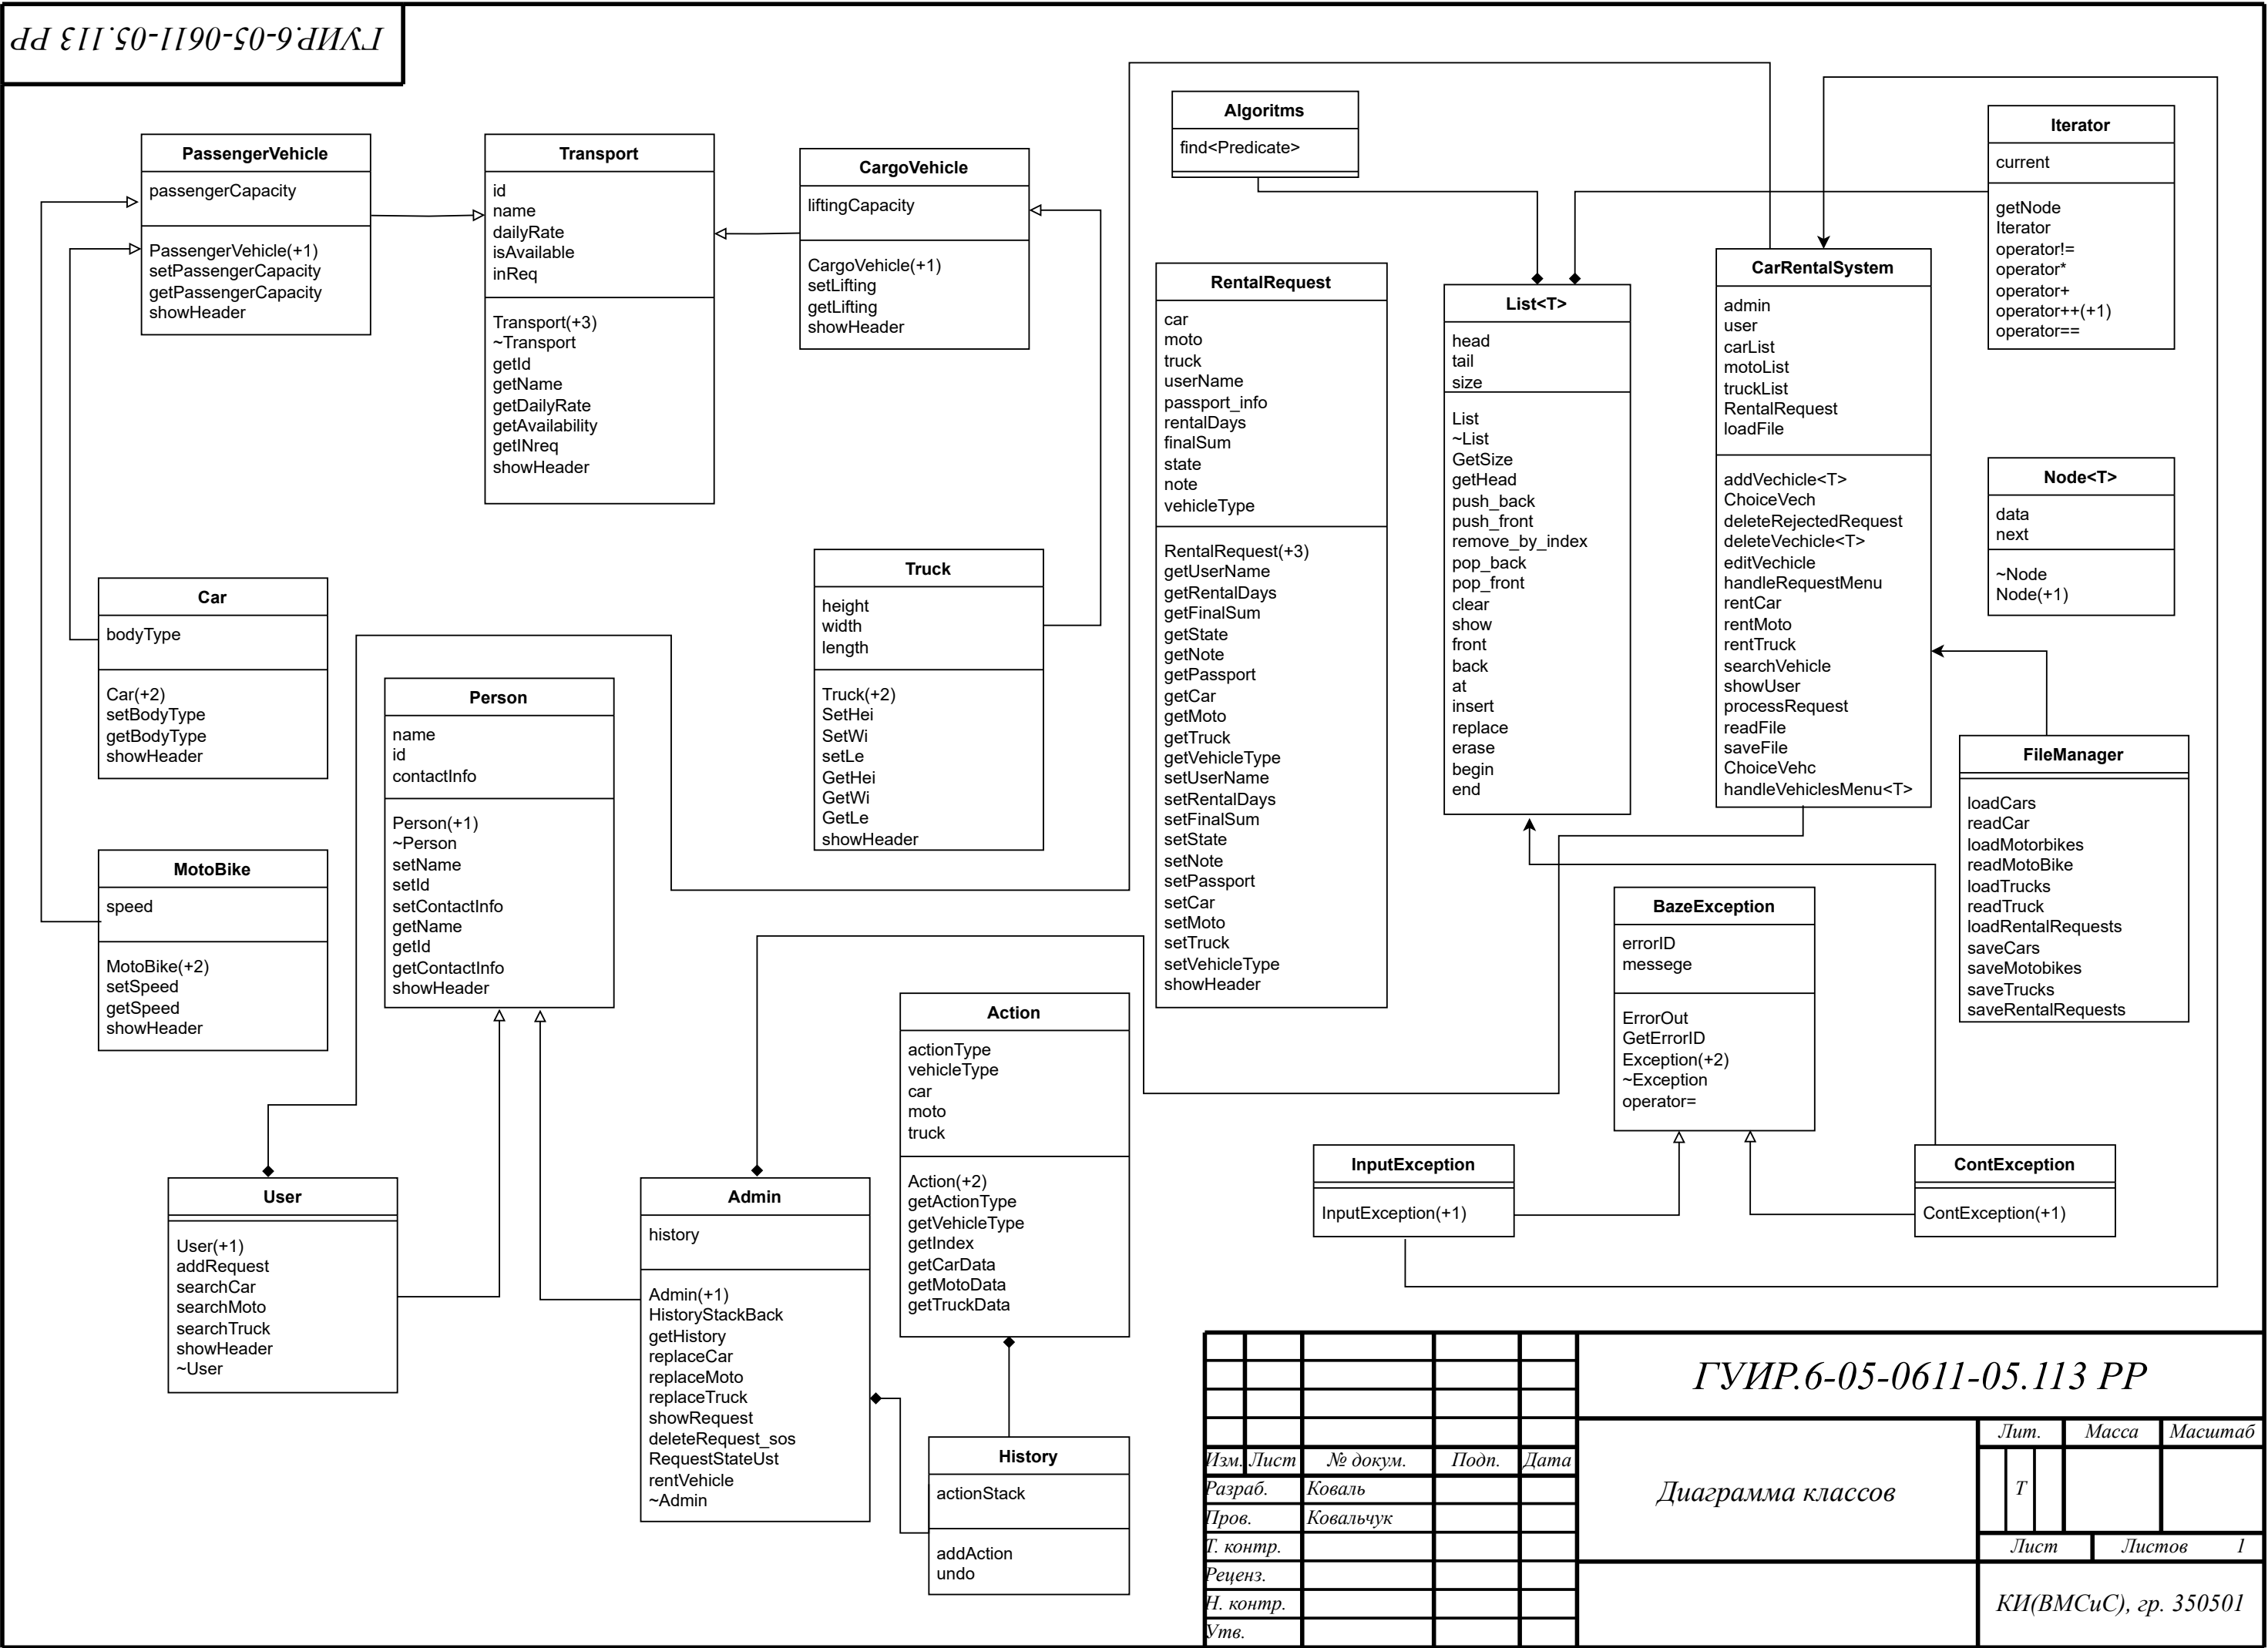 ГУИР.6-05-0611-05.113 РР
PassengerVehicle
passengerCapacity
PassengerVehicle(+1)
setPassengerCapacity
getPassengerCapacity
showHeader
Transport
id
name
dailyRate
isAvailable
inReq
Transport(+3)
~Transport
getId
getName
getDailyRate
getAvailability
getINreq
showHeader
CargoVehicle
liftingCapacity
CargoVehicle(+1)
setLifting
getLifting
showHeader
Algoritms
find<Predicate>
Iterator
current
getNode
Iterator
operator!=
operator*
operator+
operator++(+1)
operator==
RentalRequest
car
moto
truck
userName
passport_info
rentalDays
finalSum
state
note
vehicleType
RentalRequest(+3)
getUserName
getRentalDays
getFinalSum
getState
getNote
getPassport
getCar
getMoto
getTruck
getVehicleType
setUserName
setRentalDays
setFinalSum
setState
setNote
setPassport
setCar
setMoto
setTruck
setVehicleType
showHeader
List<T>
head
tail
size
List
~List
GetSize
getHead
push_back
push_front
remove_by_index
pop_back
pop_front
clear
show
front
back
at
insert
replace
erase
begin
end
CarRentalSystem
admin
user
carList
motoList
truckList
RentalRequest
loadFile
addVechicle<T>
ChoiceVech
deleteRejectedRequest
deleteVechicle<T>
editVechicle
handleRequestMenu
rentCar
rentMoto
rentTruck
searchVehicle
showUser
processRequest
readFile
saveFile
ChoiceVehc
handleVehiclesMenu<T>
Node<T>
data
next
~Node
Node(+1)
FileManager
loadCars
readCar
loadMotorbikes
readMotoBike
loadTrucks
readTruck
loadRentalRequests
saveCars
saveMotobikes
saveTrucks
saveRentalRequests
Car
bodyType
Car(+2)
setBodyType
getBodyType
showHeader
Truck
height
width
length
Truck(+2)
SetHei
SetWi
setLe
GetHei
GetWi
GetLe
showHeader
Person
name
id
contactInfo
Person(+1)
~Person
setName
setId
setContactInfo
getName
getId
getContactInfo
showHeader
MotoBike
speed
MotoBike(+2)
setSpeed
getSpeed
showHeader
BazeException
errorID
messege
ErrorOut
GetErrorID
Exception(+2)
~Exception
operator=
Action
actionType
vehicleType
car
moto
truck
Action(+2)
getActionType
getVehicleType
getIndex
getCarData
getMotoData
getTruckData
InputException
InputException(+1)
ContException
ContException(+1)
User
User(+1)
addRequest
searchCar
searchMoto
searchTruck
showHeader
~User
Admin
history
Admin(+1)
HistoryStackBack
getHistory
replaceCar
replaceMoto
replaceTruck
showRequest
deleteRequest_sos
RequestStateUst
rentVehicle
~Admin
History
actionStack
addAction
undo
ГУИР.6-05-0611-05.113 РР
Изм. Лист № докум. Подп. Дата
Разраб. Коваль
Пров. Ковальчук
Т. контр.
Реценз.
Н. контр.
Утв.
Диаграмма классов
Лит. Масса Масштаб
Т
Лист Листов 1
КИ(ВМСиС), гр. 350501